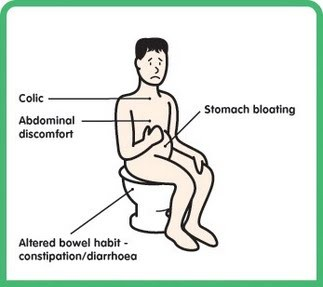 Colic
Stomach bloating
Abdominal
discomfort
Altered bowel habit -
constipation/diarrhoea